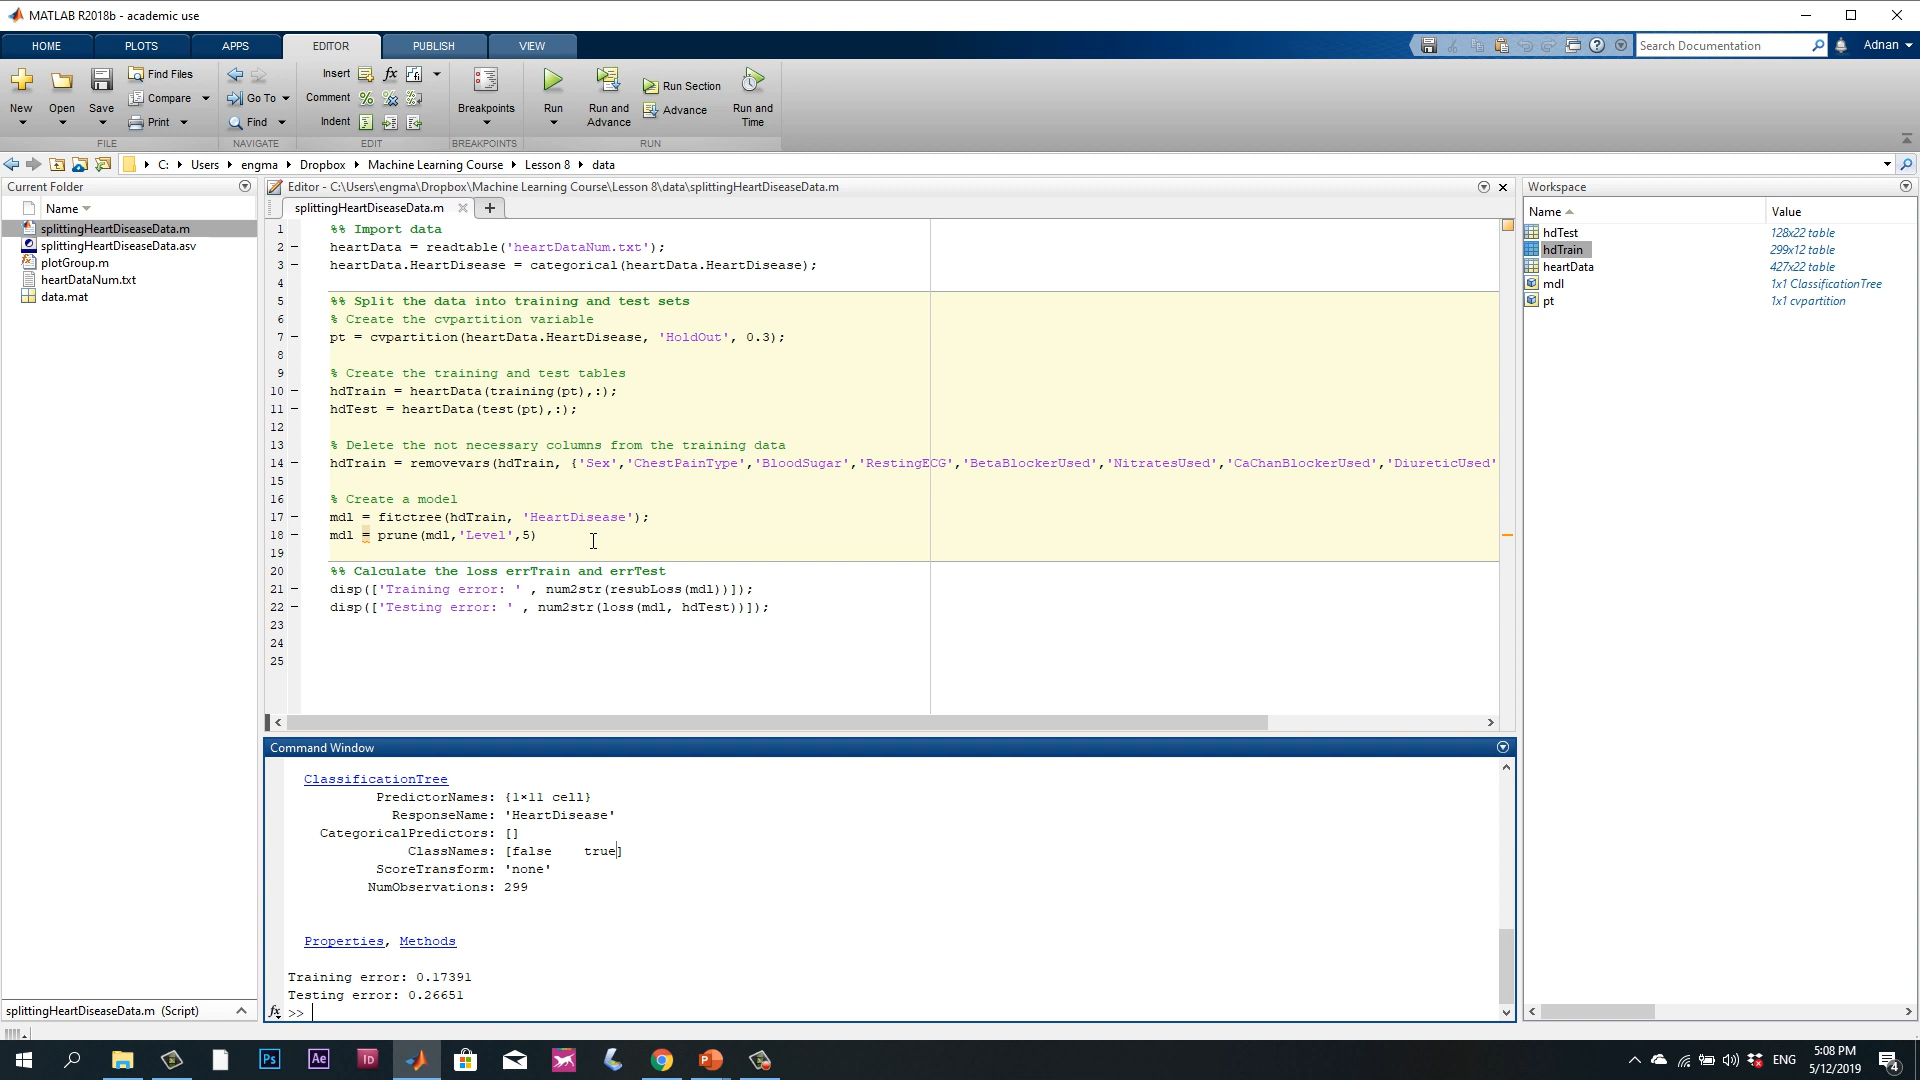 MATLAB R2018b - academic use
HOME PLOTS APPS EDITOR PUBLISH VIEW
Search Documentation
Adnan
New
Open
Save
Find Files
Compare
Print
FILE
Go To
Find
NAVIGATE
Insert
Comment
Indent
EDIT
Breakpoints
BREAKPOINTS
Run
Run and Advance
Run Section
Advance
Run and Time
RUN
C: Users engma Dropbox Machine Learning Course Lesson 8 data
Current Folder
Name
splittingHeartDiseaseData.m
splittingHeartDiseaseData.asv
plotGroup.m
heartDataNum.txt
data.mat
splittingHeartDiseaseData.m (Script)
Editor - C:\Users\engma\Dropbox\Machine Learning Course\Lesson 8\data\splittingHeartDiseaseData.m
splittingHeartDiseaseData.m
1 %% Import data
2 heartData = readtable('heartDataNum.txt');
3 heartData.HeartDisease = categorical(heartData.HeartDisease);
4
5 %% Split the data into training and test sets
6 % Create the cvpartition variable
7 pt = cvpartition(heartData.HeartDisease, 'HoldOut', 0.3);
8
9 % Create the training and test tables
10 hdTrain = heartData(training(pt),:);
11 hdTest = heartData(test(pt),:);
12
13 % Delete the not necessary columns from the training data
14 hdTrain = removevars(hdTrain, {'Sex','ChestPainType','BloodSugar','RestingECG','BetaBlockerUsed','NitratesUsed','CaChanBlockerUsed','DiureticUsed'
15
16 % Create a model
17 mdl = fitctree(hdTrain, 'HeartDisease');
18 mdl = prune(mdl,'Level',5)
19
20 %% Calculate the loss errTrain and errTest
21 disp(['Training error: ' , num2str(resubLoss(mdl))]);
22 disp(['Testing error: ' , num2str(loss(mdl, hdTest))]);
23
24
25
Command Window
ClassificationTree
PredictorNames: {1×11 cell}
ResponseName: 'HeartDisease'
CategoricalPredictors: []
ClassNames: [false true]
ScoreTransform: 'none'
NumObservations: 299
Properties, Methods
Training error: 0.17391
Testing error: 0.26651
fx >>
Workspace
Name Value
hdTest 128x22 table
hdTrain 299x12 table
heartData 427x22 table
mdl 1x1 ClassificationTree
pt 1x1 cvpartition
Ps Ae Id
ENG
5:08 PM
5/12/2019
4